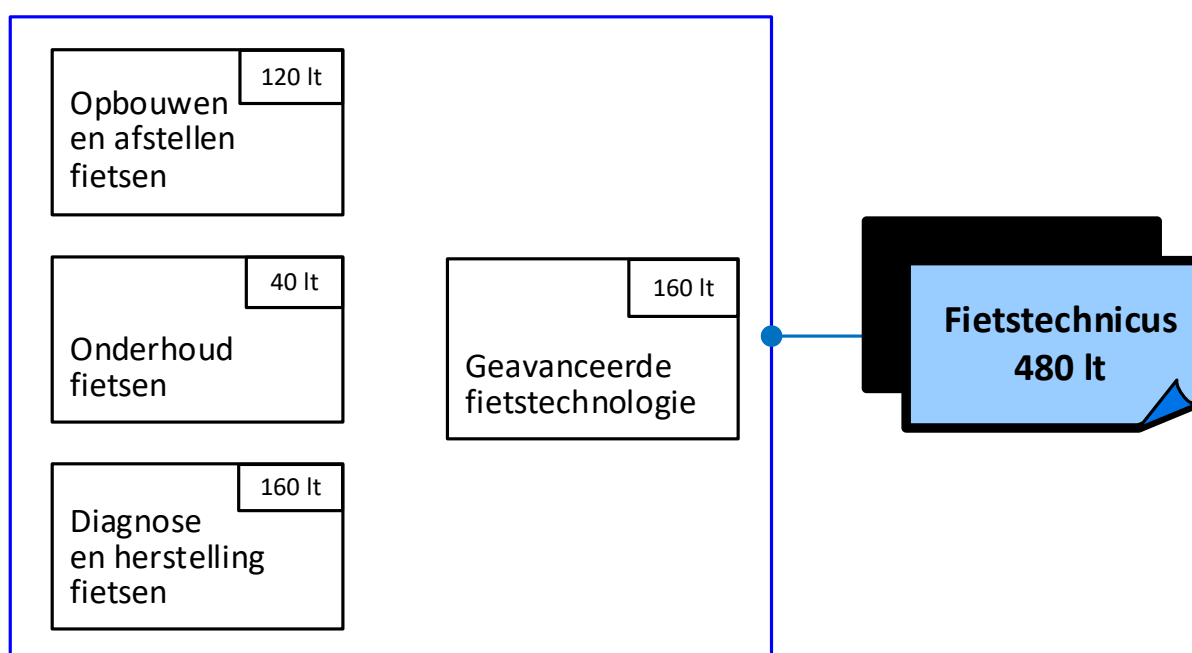 120 lt
Opbouwen
en afstellen
fietsen
40 lt
Onderhoud
fietsen
160 lt
Diagnose
en herstelling
fietsen
160 lt
Geavanceerde
fietstechnologie
Fietstechnicus
480 lt